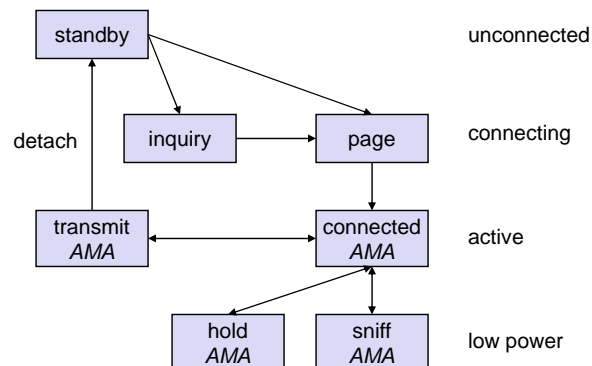 standby
unconnected
inquiry
page
connecting
detach
transmit
AMA
connected
AMA
active
hold
AMA
sniff
AMA
low power